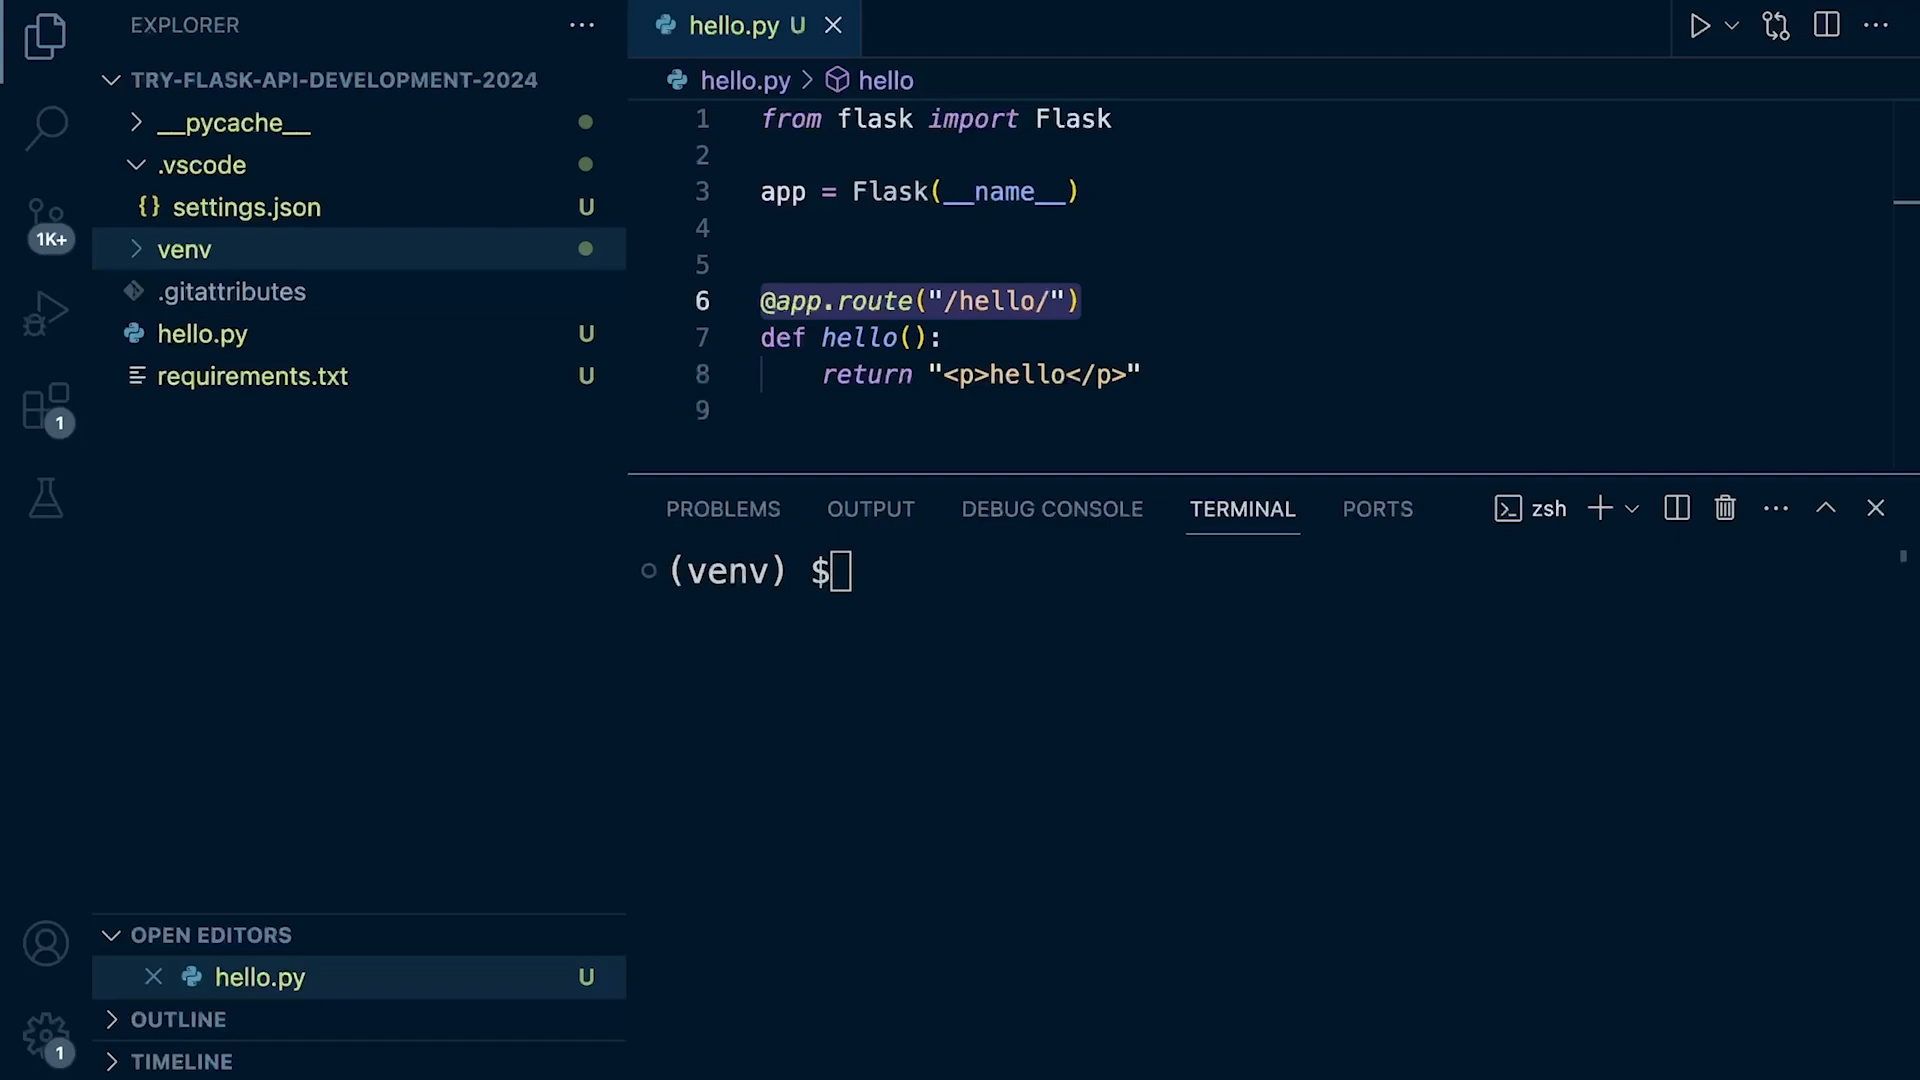 EXPLORER
TRY-FLASK-API-DEVELOPMENT-2024
__pycache__
.vscode
{} settings.json U
venv
.gitattributes
hello.py U
requirements.txt U
1K+
1
OPEN EDITORS
hello.py U
OUTLINE
TIMELINE
1
hello.py U
hello.py > hello
1 from flask import Flask
2
3 app = Flask(__name__)
4
5
6 @app.route("/hello/")
7 def hello():
8 return "<p>hello</p>"
9
PROBLEMS OUTPUT DEBUG CONSOLE TERMINAL PORTS zsh
(venv) $